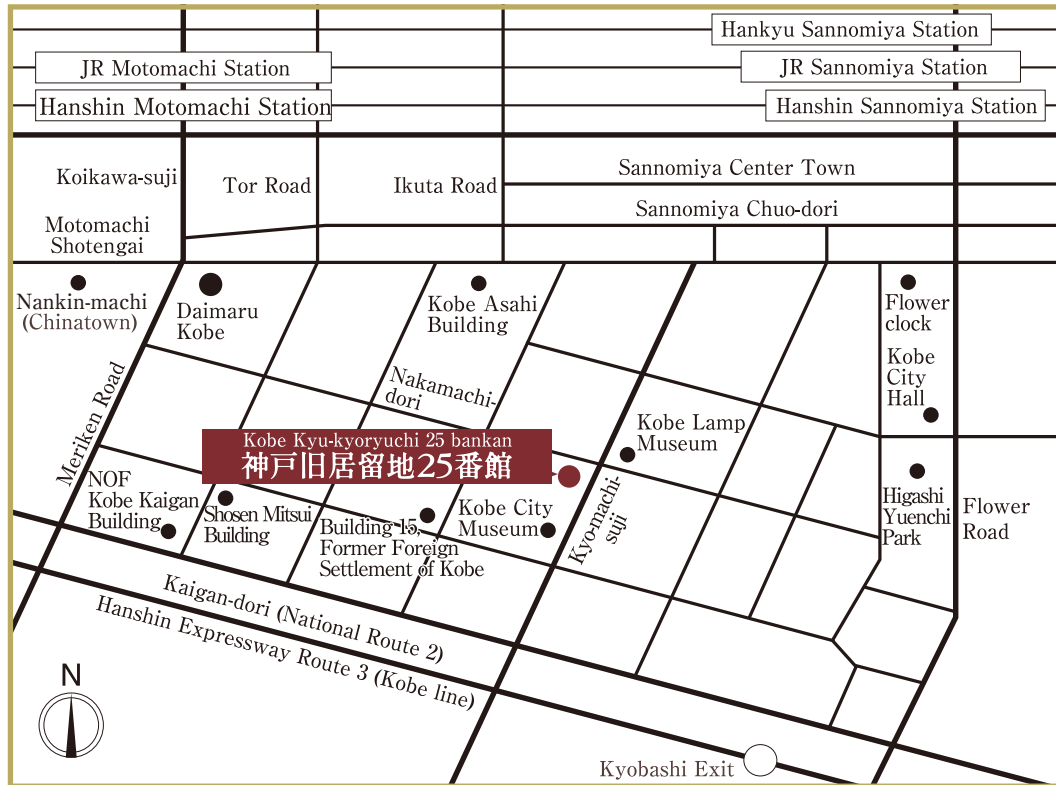 Hankyu Sannomiya Station
JR Motomachi Station
JR Sannomiya Station
Hanshin Motomachi Station
Hanshin Sannomiya Station
Koikawa-suji
Tor Road
Ikuta Road
Sannomiya Center Town
Sannomiya Chuo-dori
Motomachi
Shotengai
Nankin-machi
(Chinatown)
Daimaru
Kobe
Kobe Asahi
Building
Flower
clock
Kobe
City
Hall
Meriken Road
Nakamachi-
dori
Kobe Lamp
Museum
Kobe Kyu-kyoryuchi 25 bankan
神戸旧居留地25番館
NOF
Kobe Kaigan
Building
Shosen Mitsui
Building
Building 15,
Former Foreign
Settlement of Kobe
Kobe City
Museum
Kyo-machi-
suji
Higashi
Yuenchi
Park
Flower
Road
Kaigan-dori (National Route 2)
Hanshin Expressway Route 3 (Kobe line)
N
Kyobashi Exit